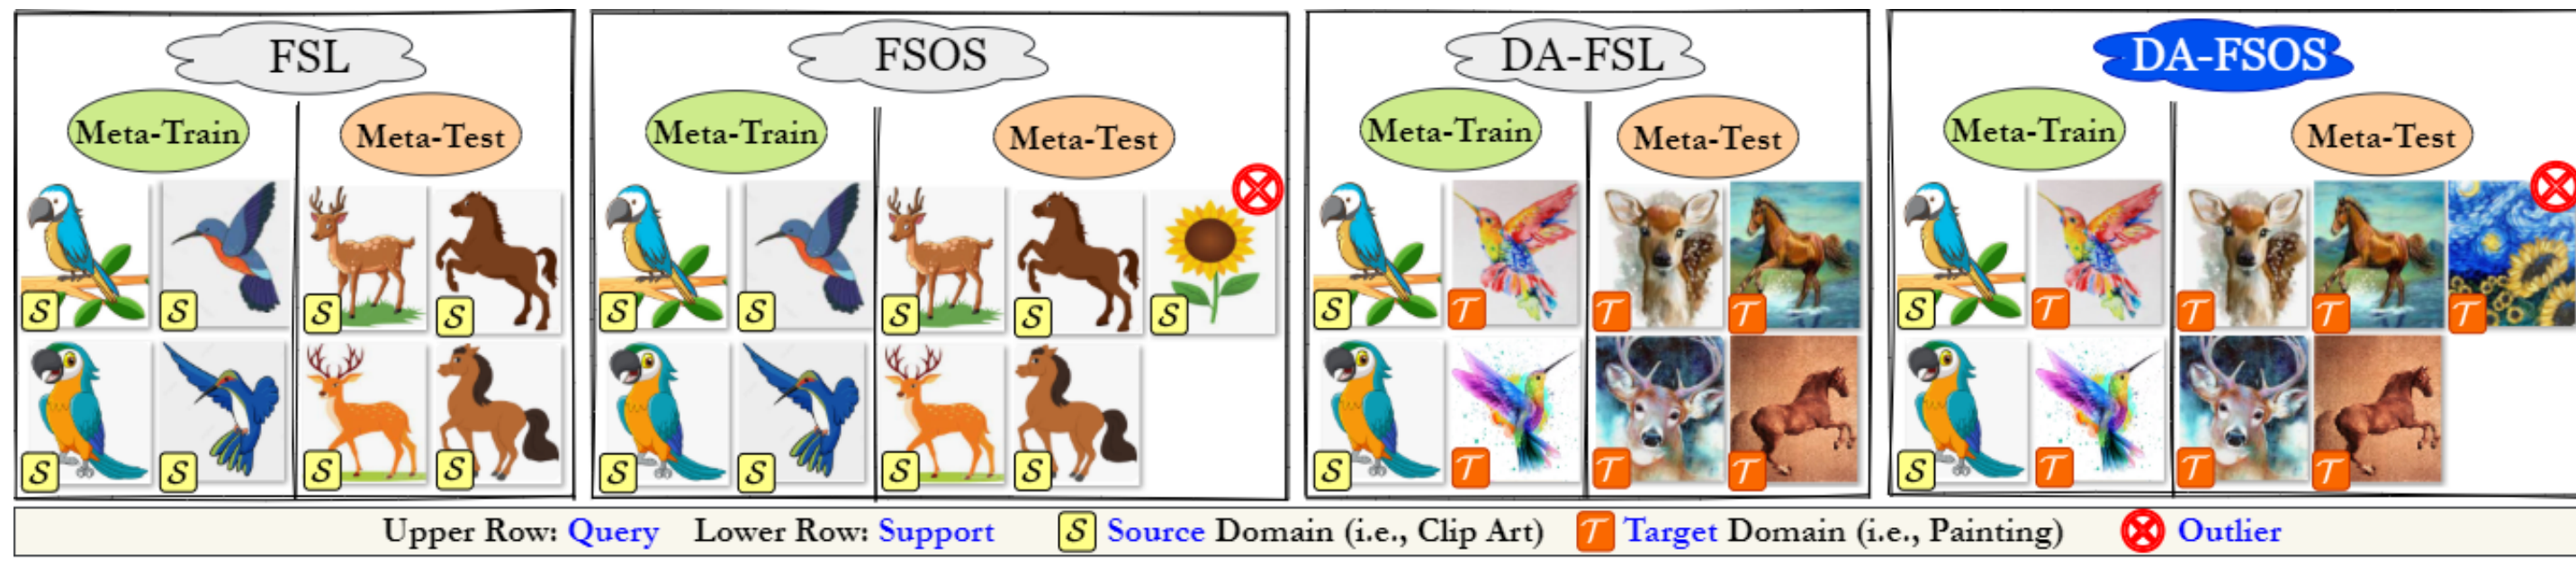 FSL
Meta-Train
Meta-Test
S
S
S
S
S
S
S
S
FSOS
Meta-Train
Meta-Test
S
S
S
S
S
S
S
S
S
DA-FSL
Meta-Train
Meta-Test
S
T
T
T
S
T
T
T
DA-FSOS
Meta-Train
Meta-Test
S
T
T
T
T
S
T
T
T
Upper Row: Query Lower Row: Support S Source Domain (i.e., Clip Art) T Target Domain (i.e., Painting) Outlier